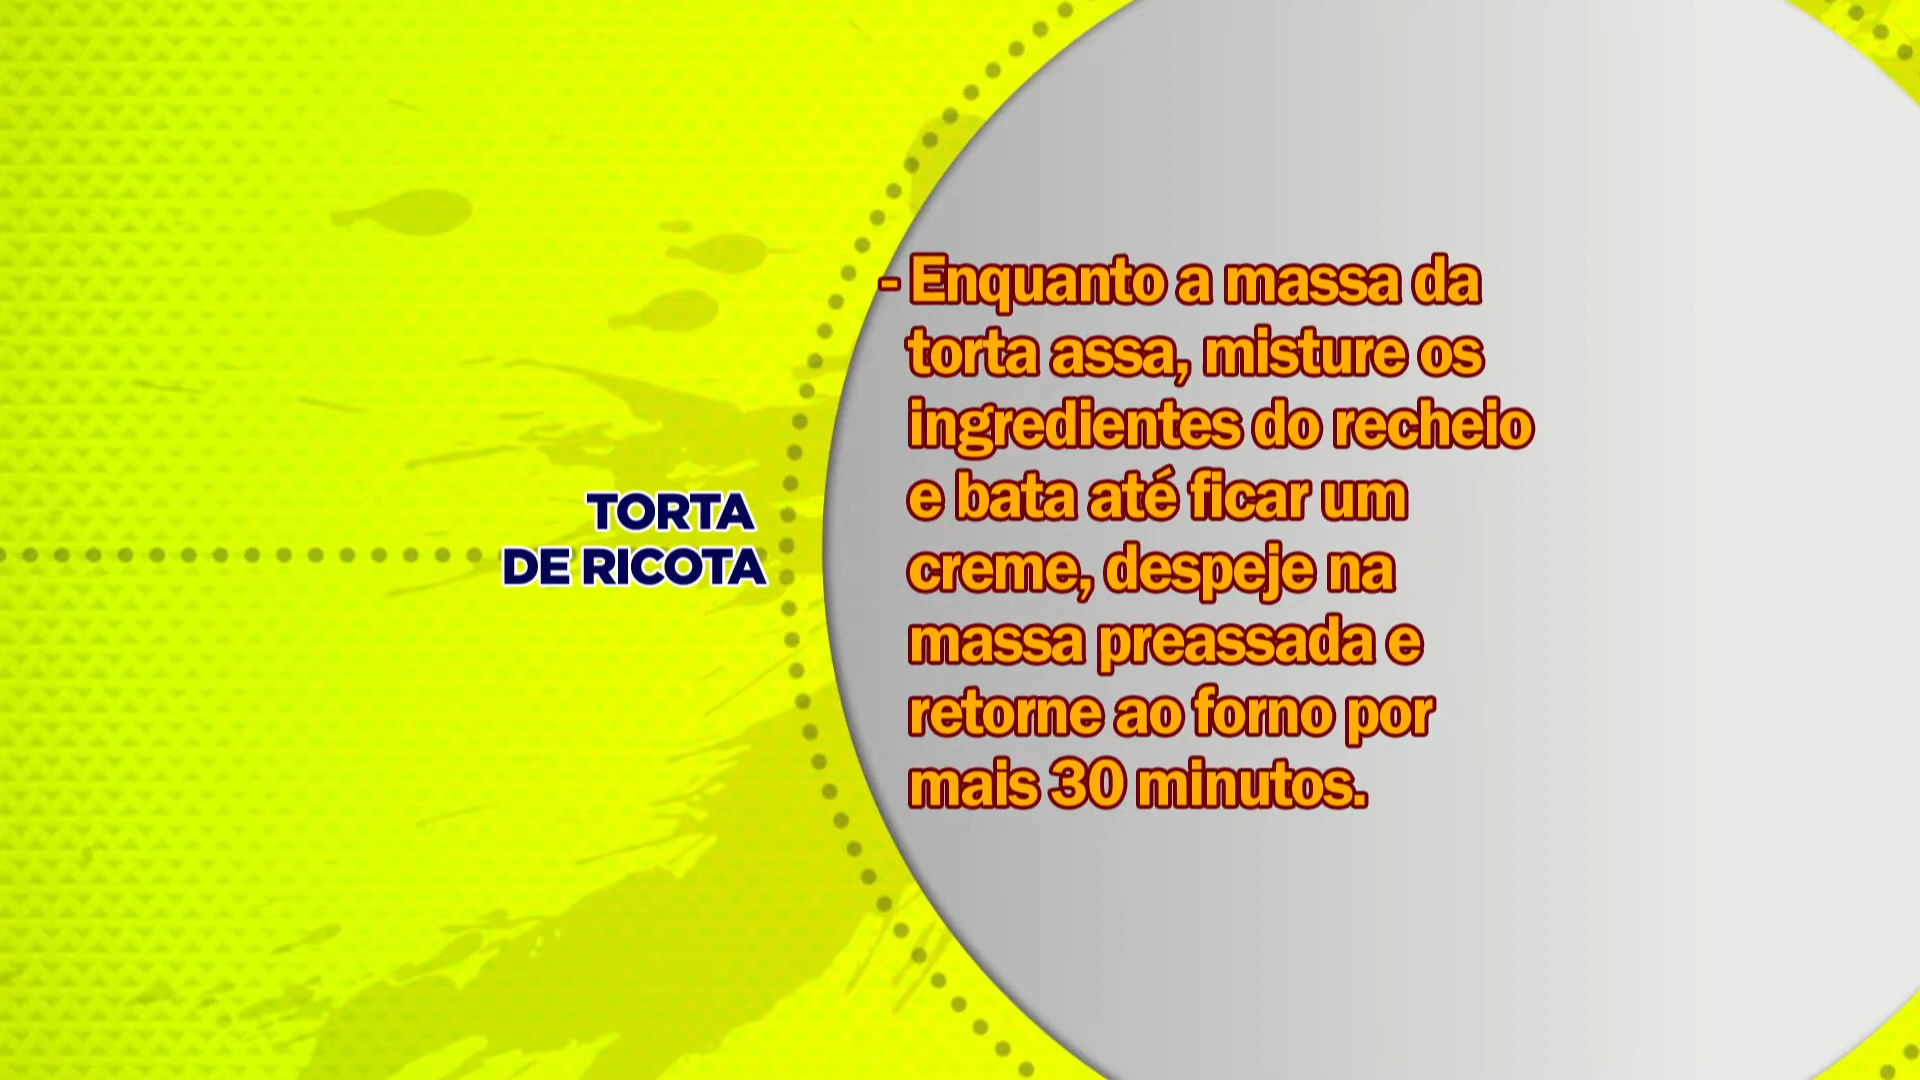 TORTA
DE RICOTA
- Enquanto a massa da
torta assa, misture os
ingredientes do recheio
e bata até ficar um
creme, despeje na
massa preassada e
retorne ao forno por
mais 30 minutos.